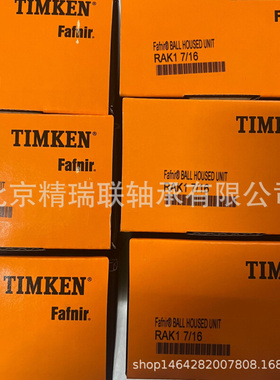 Fafnir.
Fafnir® BALL HOUSED UNIT
RAK1 7/16
TIMKEN®
Fafnir.
Fafnir® BALL HOUSED UNIT
RAK1 7/16
北京精瑞联轴承有限公司
TIMKEN®
Fafnir.
Fafnir® BALL HOUSED UNIT
RAK1 7/16
TIMKEN®
Fafnir.
shop1464282007808.168